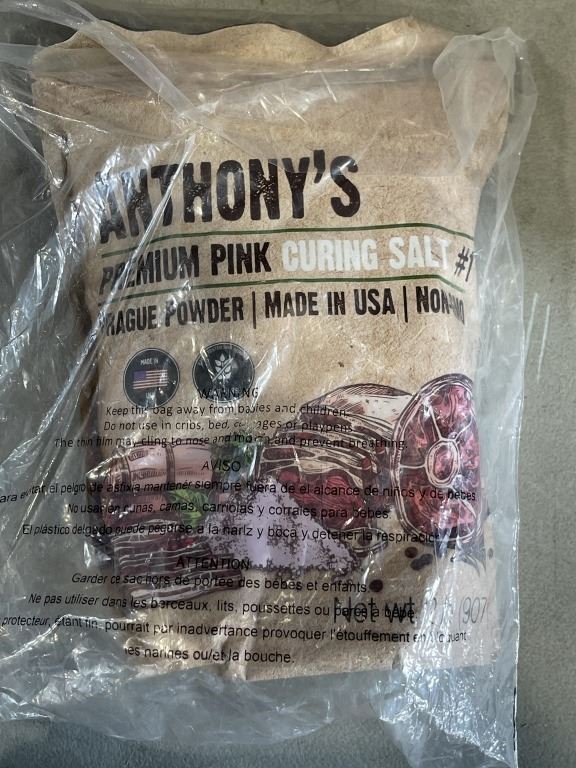 ANTHONY'S
PREMIUM PINK CURING SALT #1
PRAGUE POWDER | MADE IN USA | NON-GMO
MADE IN
WARNING
Keep this bag away from babies and children.
Do not use in cribs, bed, carriages or playpens.
The thin film may cling to nose and mouth and prevent breathing.
AVISO
Para evitar el peligro de asfixia mantener siempre fuera de el alcance de niños y de bebes
No usar en cunas, camas, carriolas y corrales para bebes.
El plástico delgado puede pegarse a la nariz y boca y detener la respiración
ATTENTION
Garder ce sac hors de portée des bébés et enfants.
Ne pas utiliser dans les berceaux, lits, poussettes ou
Net wt (907
protecteur, étant fin, pourrait par inadvertance provoquer l'étouffement en
les narines ou/et la bouche.